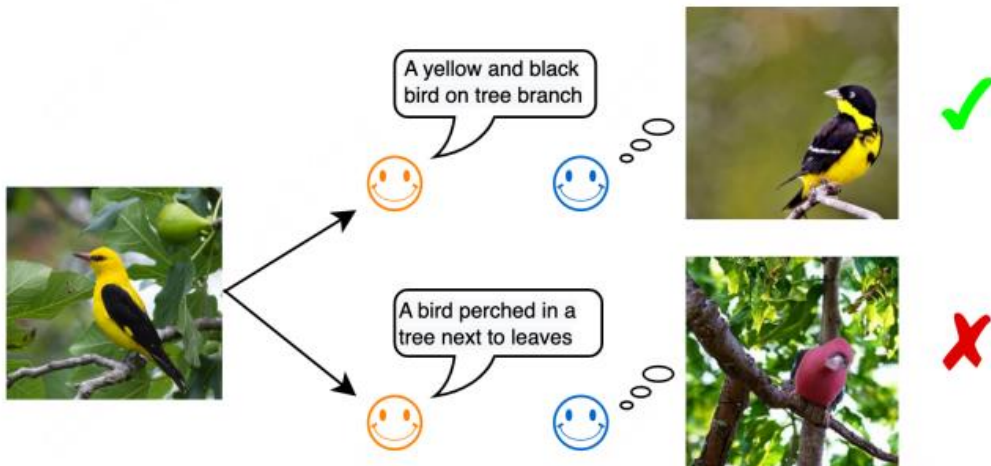 A yellow and black
bird on tree branch
A bird perched in a
tree next to leaves